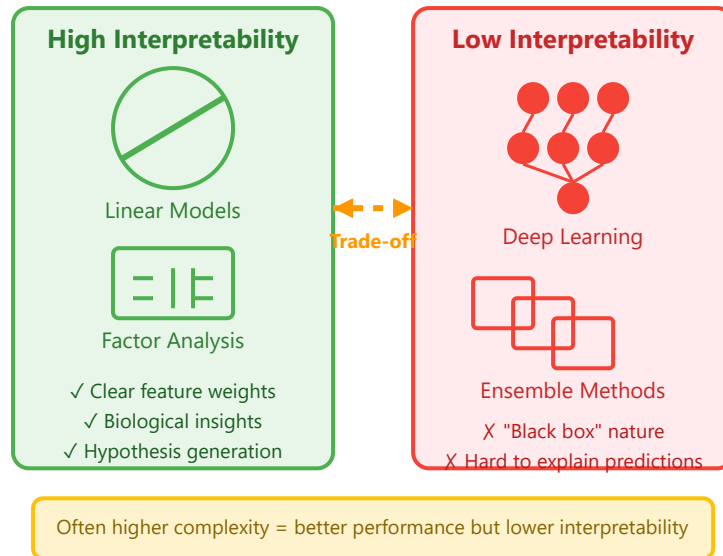 High Interpretability
Linear Models
Factor Analysis
✓ Clear feature weights
✓ Biological insights
✓ Hypothesis generation
Trade-off
Low Interpretability
Deep Learning
Ensemble Methods
✗ "Black box" nature
✗ Hard to explain predictions
Often higher complexity = better performance but lower interpretability